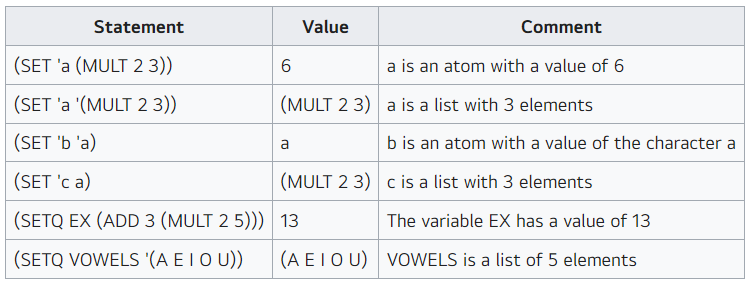 Statement Value Comment
(SET 'a (MULT 2 3)) 6 a is an atom with a value of 6
(SET 'a '(MULT 2 3)) (MULT 2 3) a is a list with 3 elements
(SET 'b 'a) a b is an atom with a value of the character a
(SET 'c a) (MULT 2 3) c is a list with 3 elements
(SETQ EX (ADD 3 (MULT 2 5))) 13 The variable EX has a value of 13
(SETQ VOWELS '(A E I O U)) (A E I O U) VOWELS is a list of 5 elements